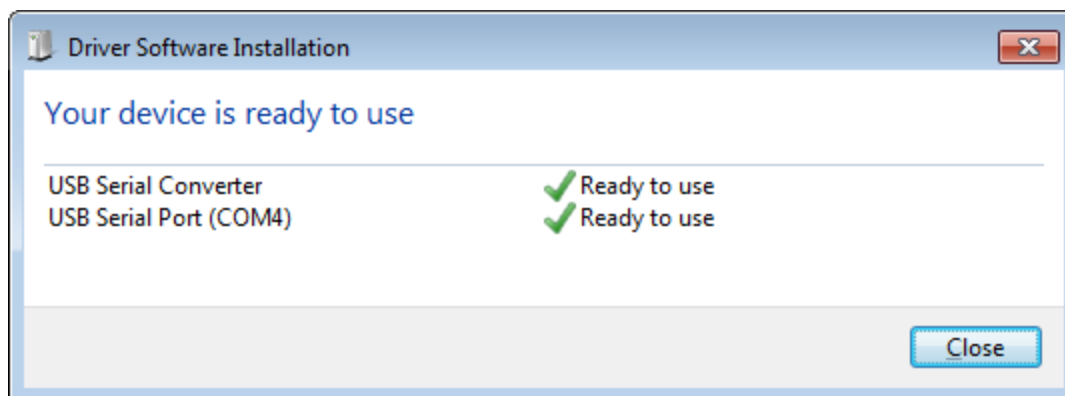 Driver Software Installation
Your device is ready to use
USB Serial Converter Ready to use
USB Serial Port (COM4) Ready to use
Close